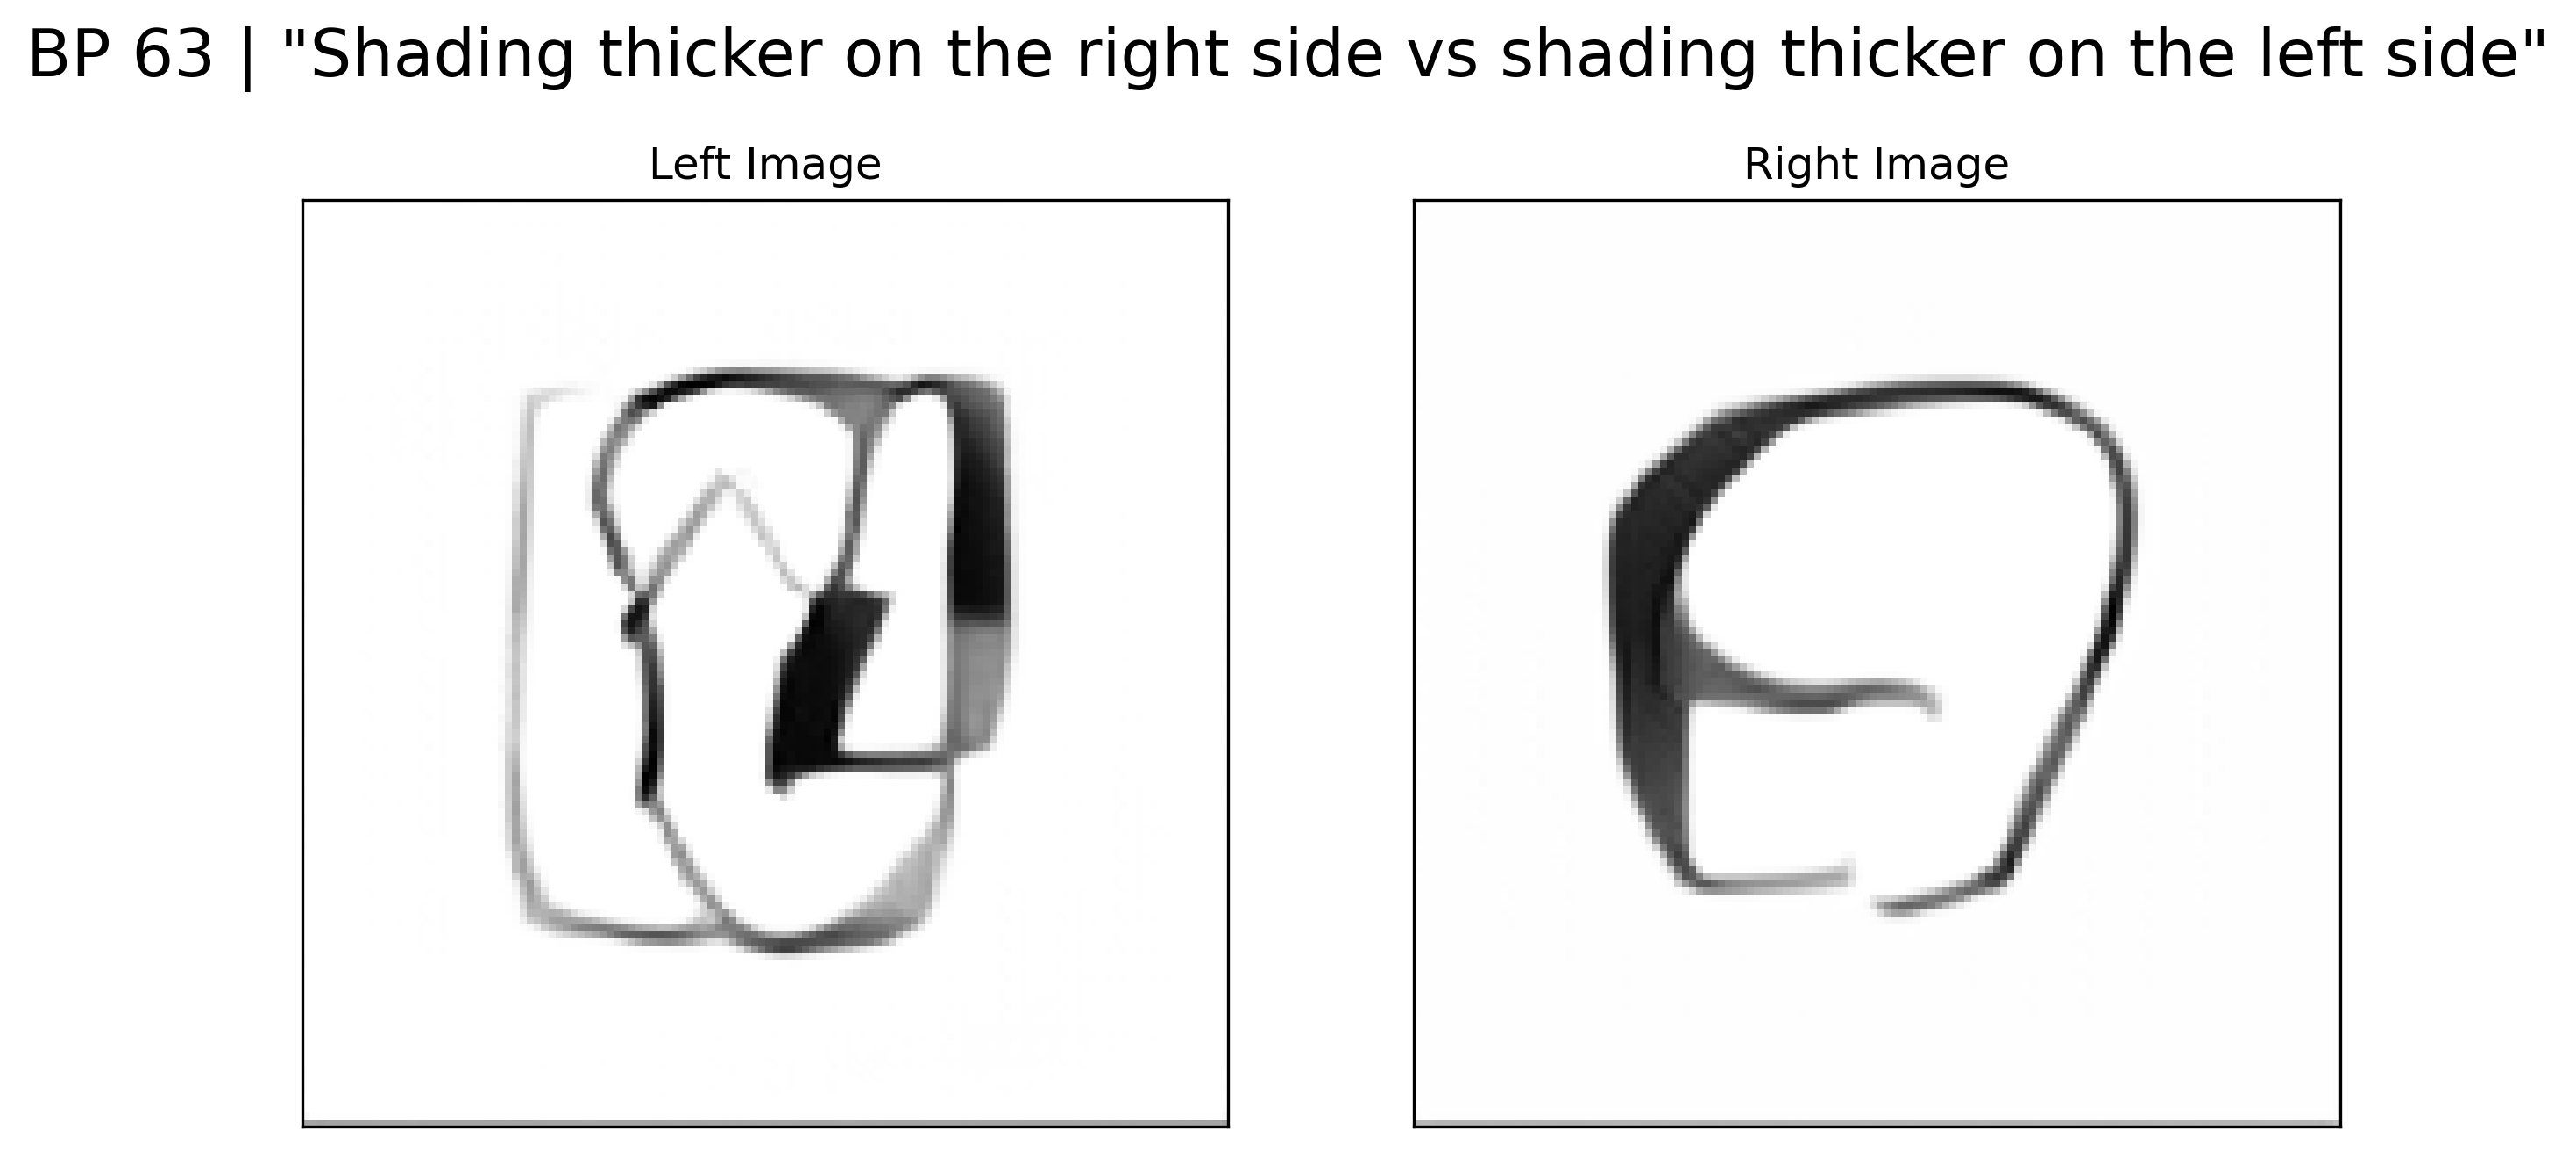 BP 63 | "Shading thicker on the right side vs shading thicker on the left side"
Left Image
Right Image